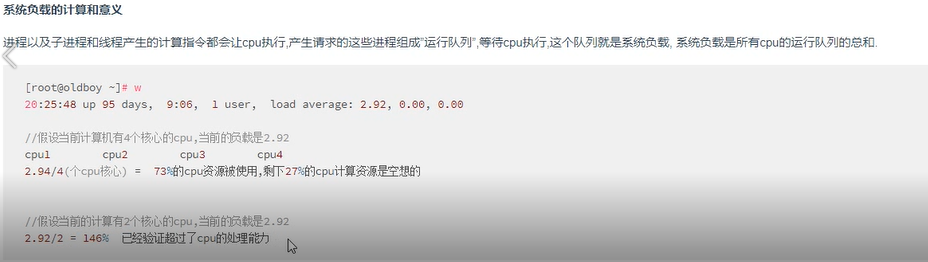 系统负载的计算和意义
进程以及子进程和线程产生的计算指令都会让cpu执行,产生请求的这些进程组成"运行队列",等待cpu执行,这个队列就是系统负载, 系统负载是所有cpu的运行队列的总和.
[root@oldboy ~]# w
20:25:48 up 95 days,  9:06,  1 user,  load average: 2.92, 0.00, 0.00
//假设当前计算机有4个核心的cpu,当前的负载是2.92
cpu1 cpu2 cpu3 cpu4
2.94/4(个cpu核心) =  73%的cpu资源被使用,剩下27%的cpu计算资源是空想的
//假设当前的计算有2个核心的cpu,当前的负载是2.92
2.92/2 = 146%  已经验证超过了cpu的处理能力